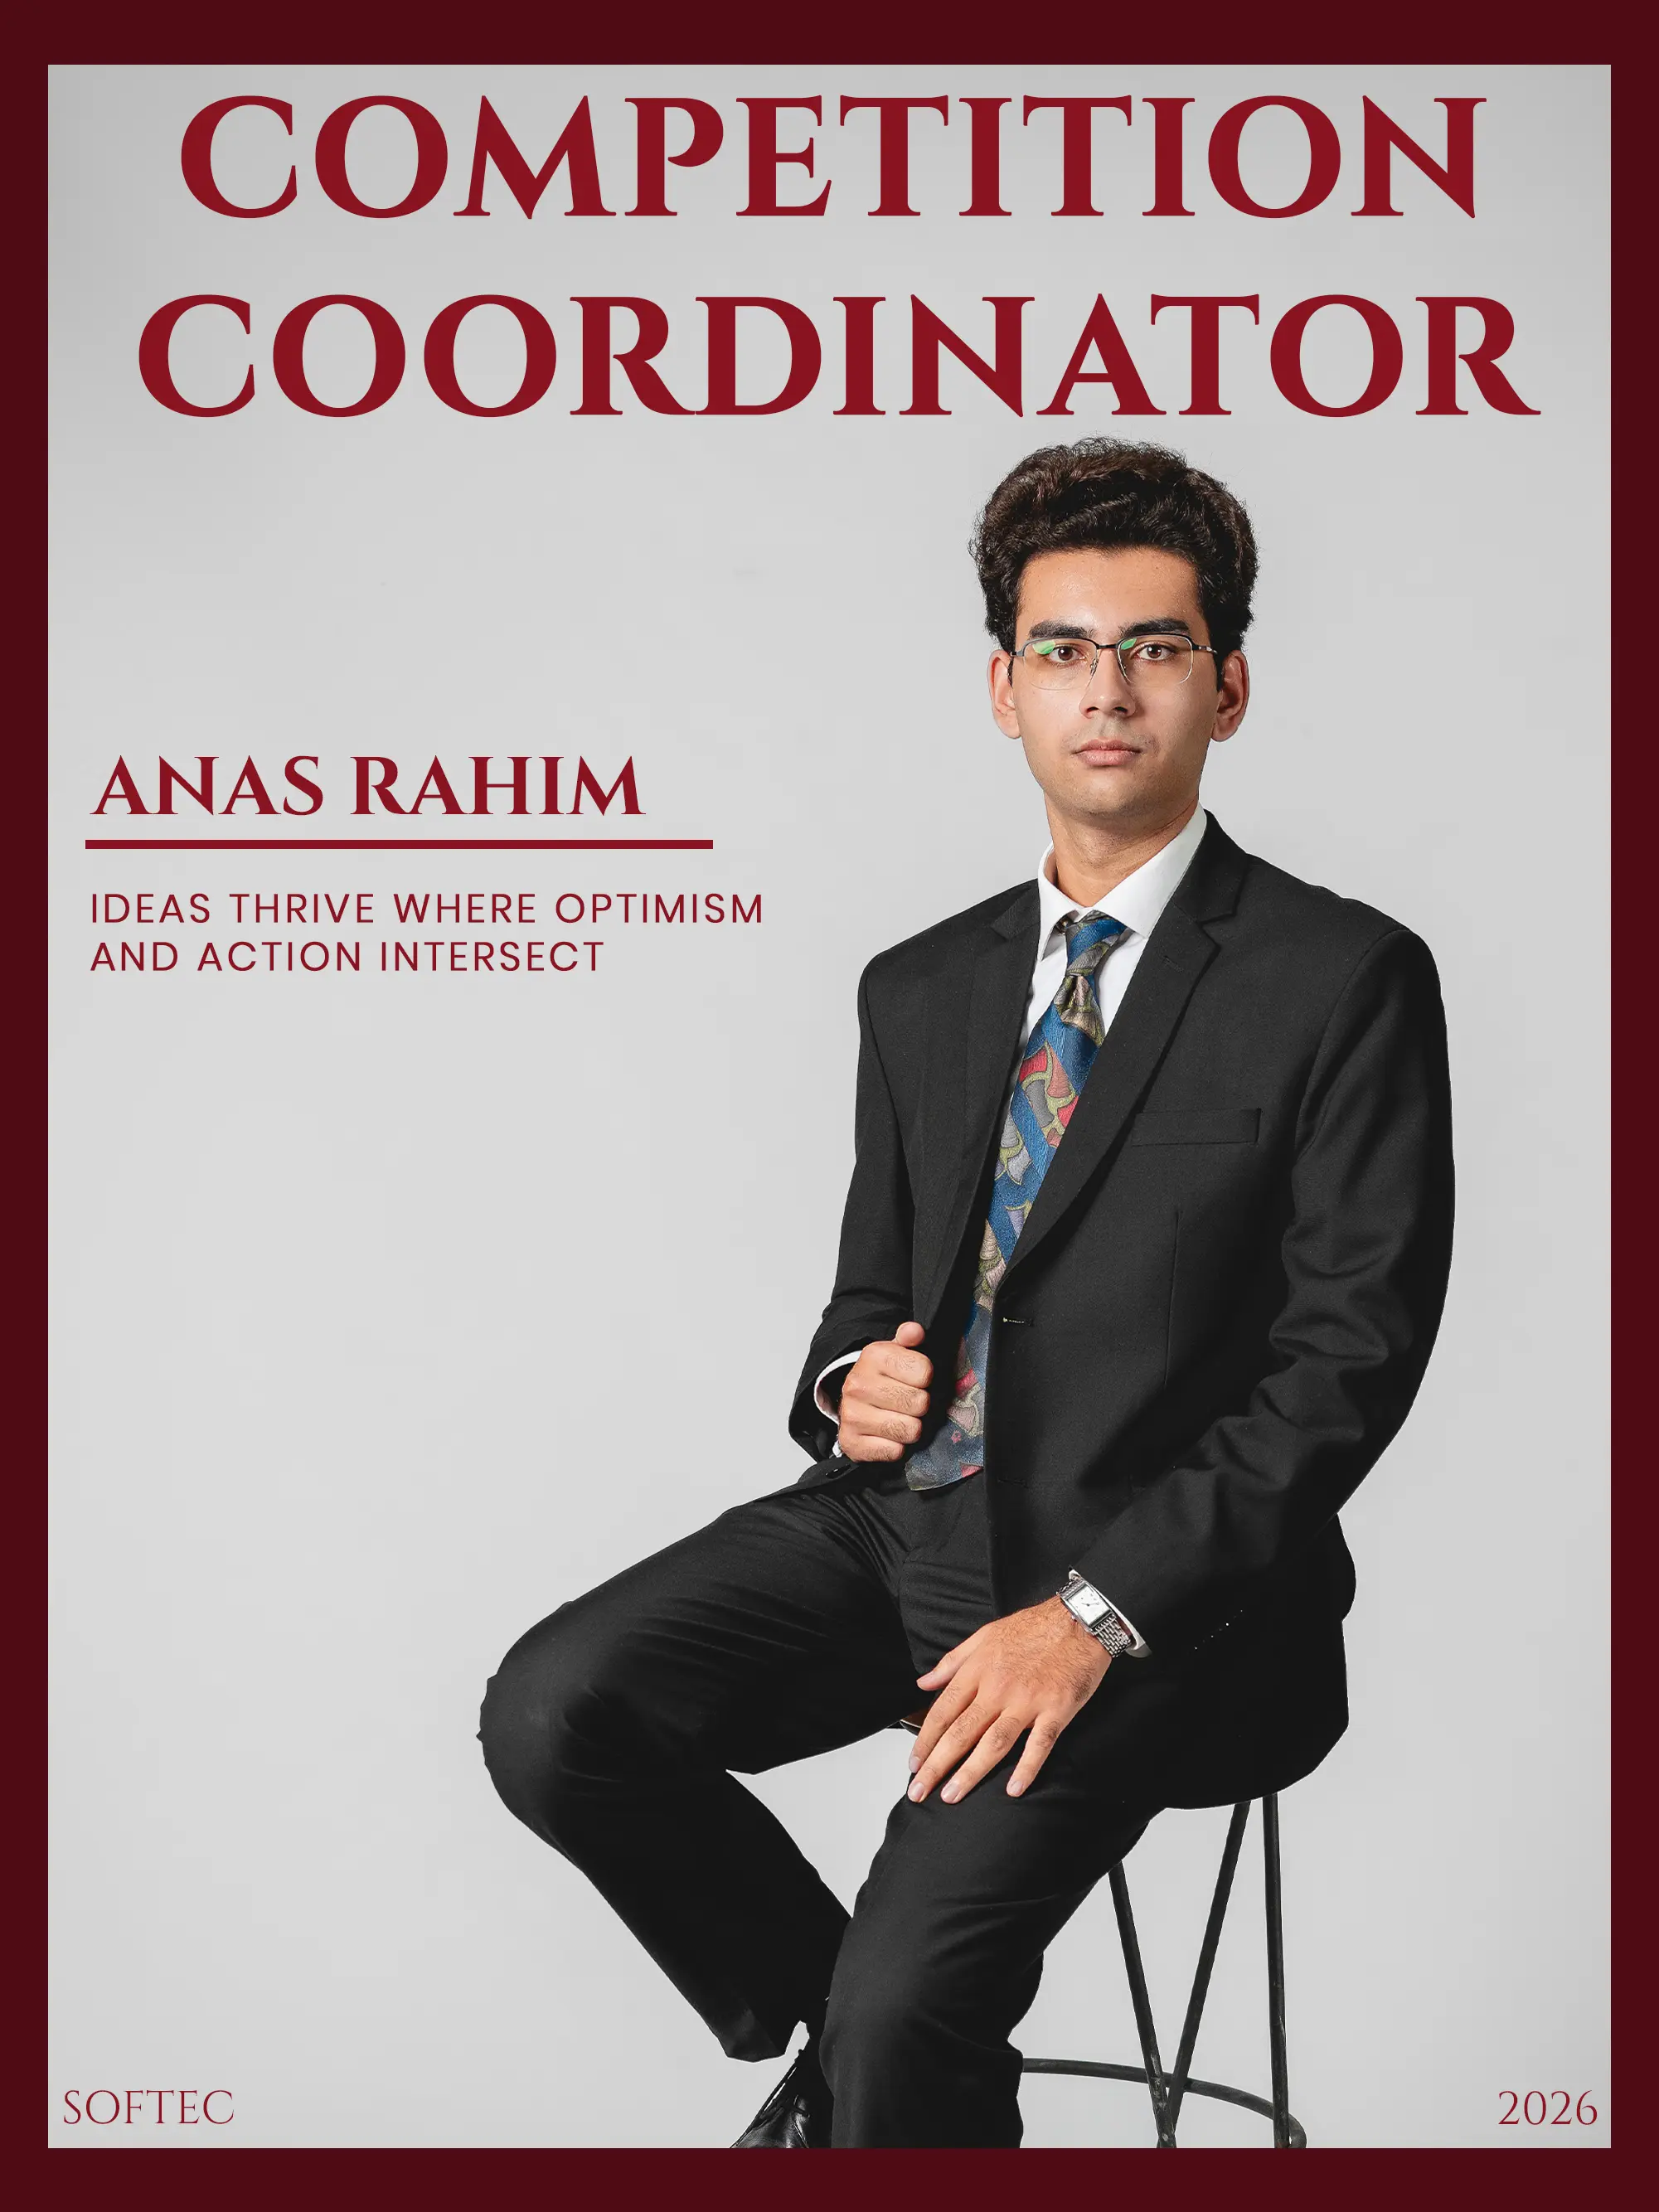 COMPETITION
COORDINATOR
ANAS RAHIM
IDEAS THRIVE WHERE OPTIMISM
AND ACTION INTERSECT
SOFTEC
2026